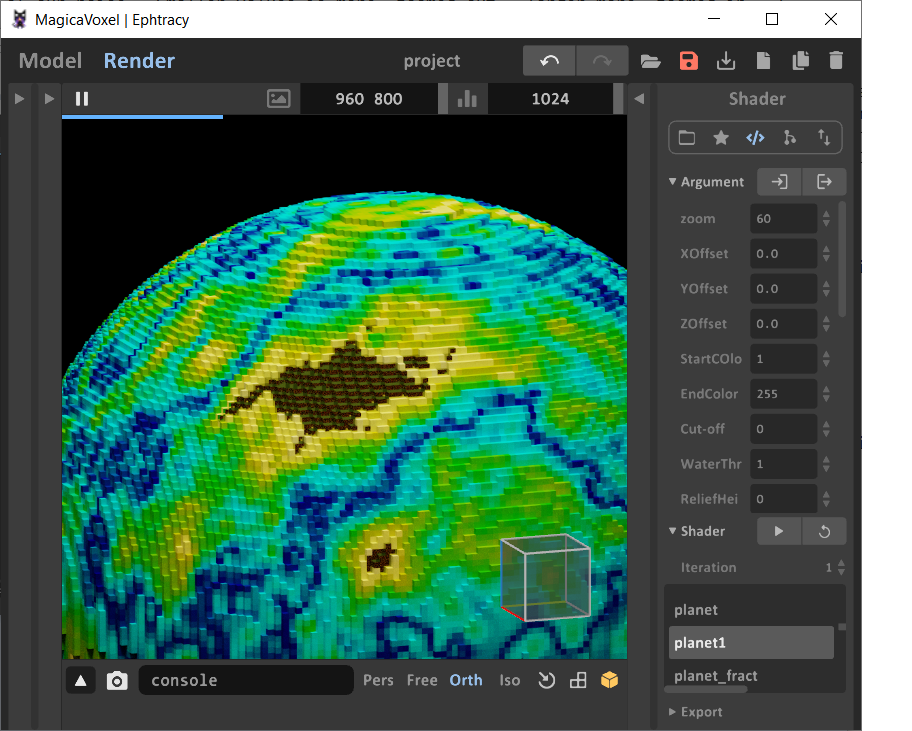 MagicaVoxel | Ephtracy
Model Render project
960 800 1024 Shader
</>
Argument
zoom 60
XOffset 0.0
YOffset 0.0
ZOffset 0.0
StartCOlo 1
EndColor 255
Cut-off 0
WaterThr 1
ReliefHei 0
Shader
Iteration 1
planet
planet1
planet_fract
console Pers Free Orth Iso
Export